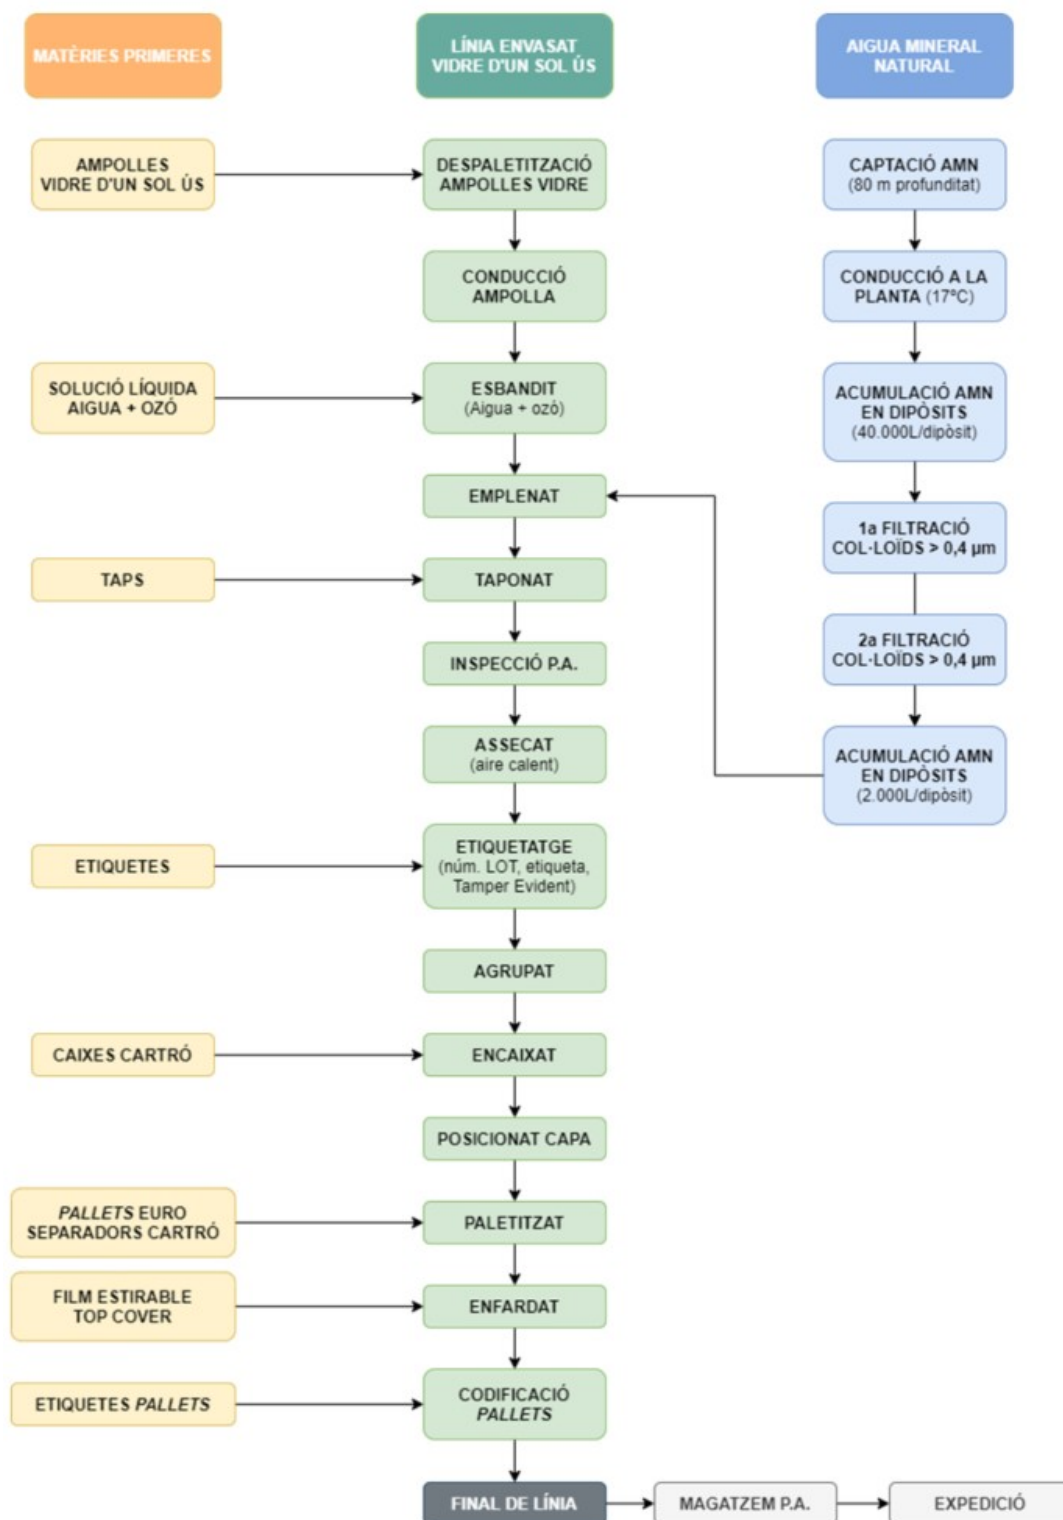 MATÈRIES PRIMERES
LÍNIA ENVASAT
VIDRE D'UN SOL ÚS
AIGUA MINERAL
NATURAL
AMPOLLES
VIDRE D'UN SOL ÚS
DESPALETITZACIÓ
AMPOLLES VIDRE
CAPTACIÓ AMN
(80 m profunditat)
CONDUCCIÓ
AMPOLLA
CONDUCCIÓ A LA
PLANTA (17ºC)
SOLUCIÓ LÍQUIDA
AIGUA + OZÓ
ESBANDIT
(Aigua + ozó)
ACUMULACIÓ AMN
EN DIPÒSITS
(40.000L/dipòsit)
EMPLENAT
1a FILTRACIÓ
COL·LOÏDS > 0,4 µm
TAPS
TAPONAT
INSPECCIÓ P.A.
2a FILTRACIÓ
COL·LOÏDS > 0,4 µm
ASSECAT
(aire calent)
ACUMULACIÓ AMN
EN DIPÒSITS
(2.000L/dipòsit)
ETIQUETES
ETIQUETATGE
(núm. LOT, etiqueta,
Tamper Evident)
AGRUPAT
CAIXES CARTRÓ
ENCAIXAT
POSICIONAT CAPA
PALLETS EURO
SEPARADORS CARTRÓ
PALETITZAT
FILM ESTIRABLE
TOP COVER
ENFARDAT
ETIQUETES PALLETS
CODIFICACIÓ
PALLETS
FINAL DE LÍNIA
MAGATZEM P.A.
EXPEDICIÓ